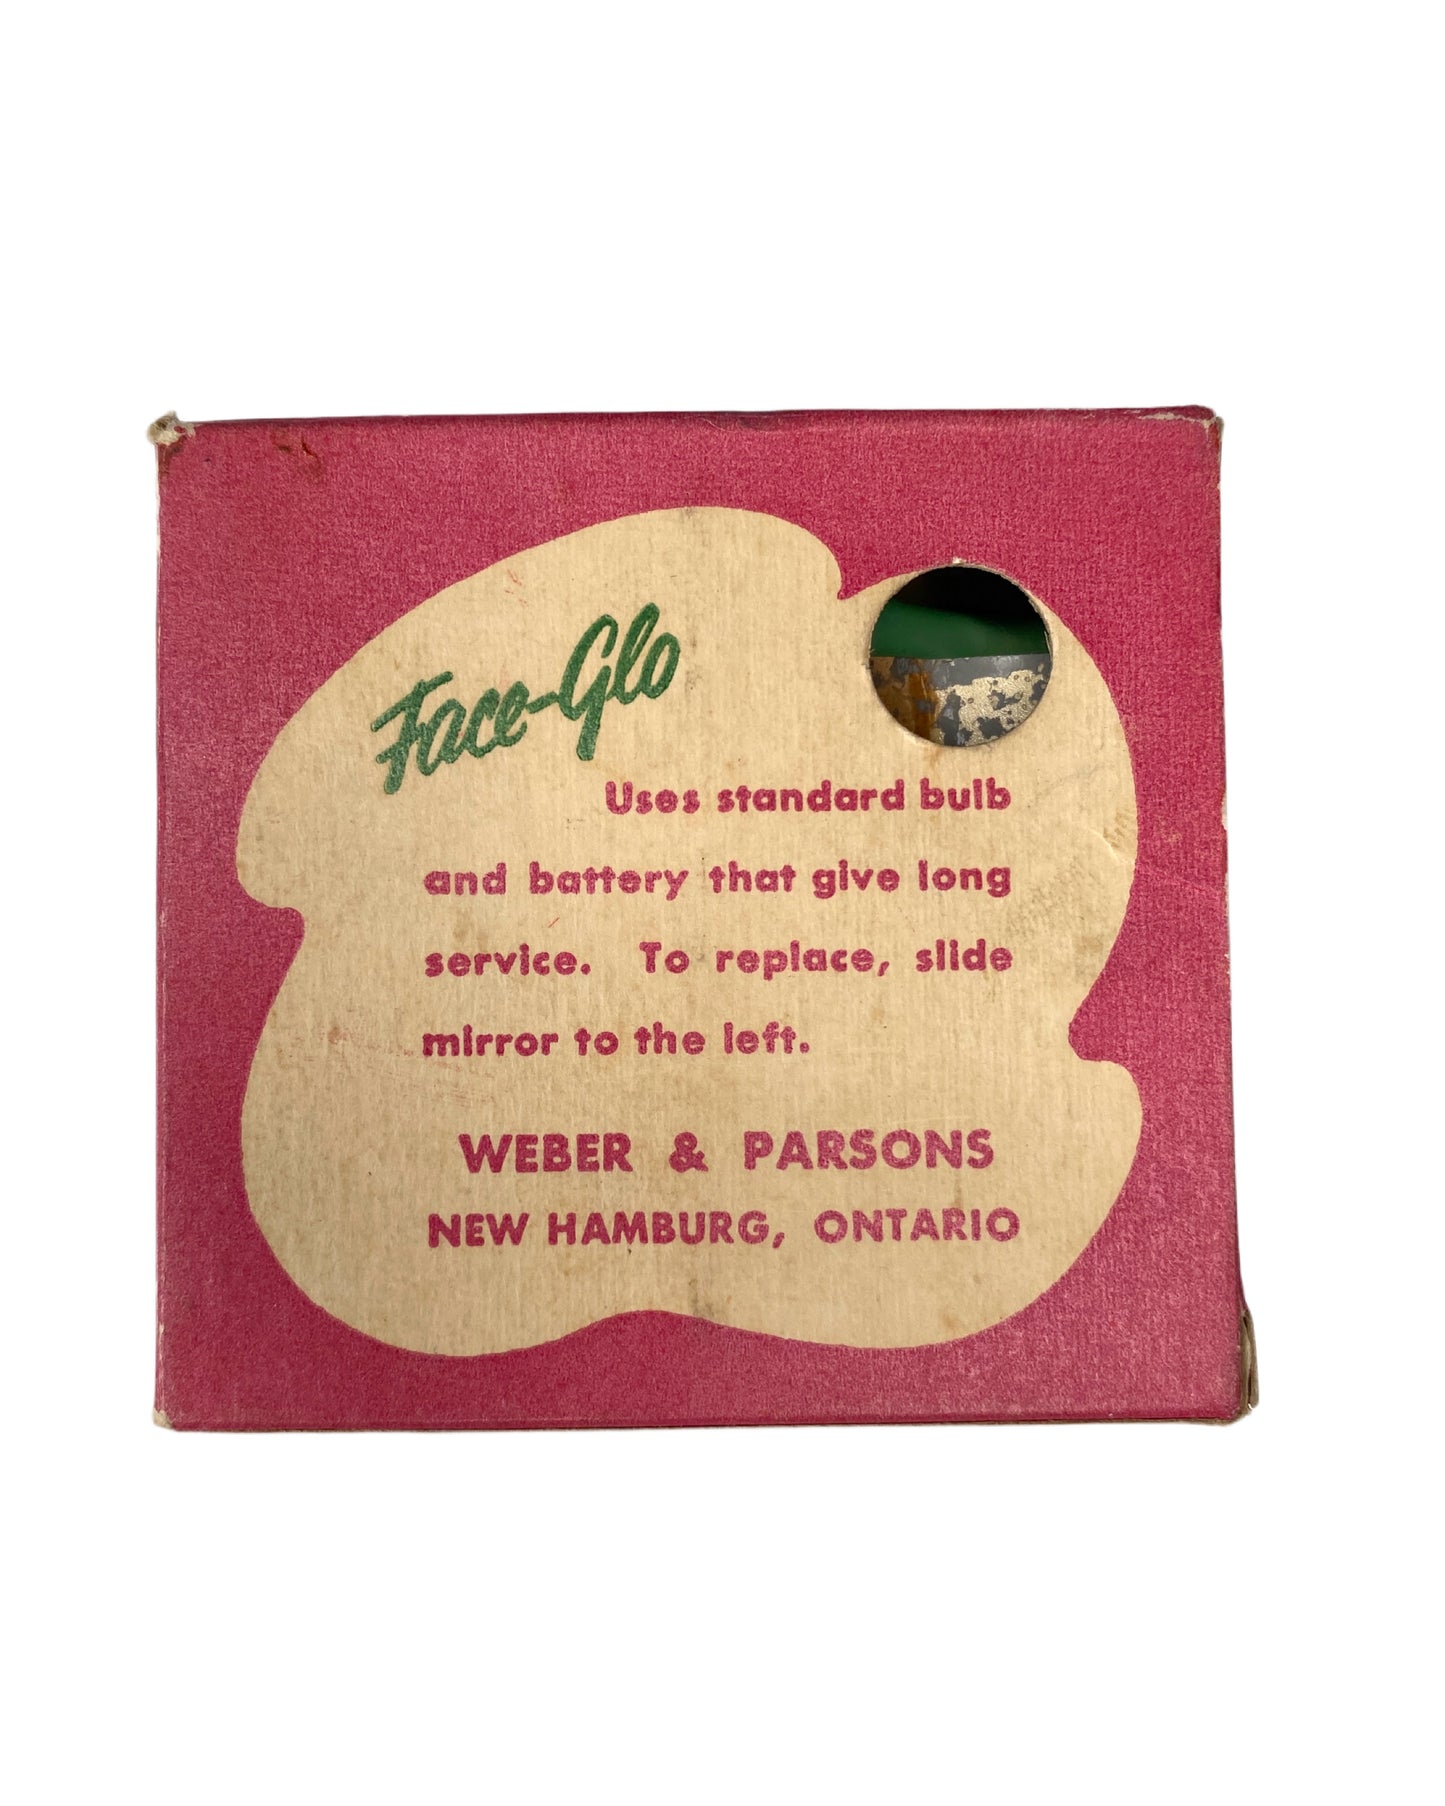 Face-Glo
Uses standard bulb
and battery that give long
service. To replace, slide
mirror to the left.
WEBER & PARSONS
NEW HAMBURG, ONTARIO